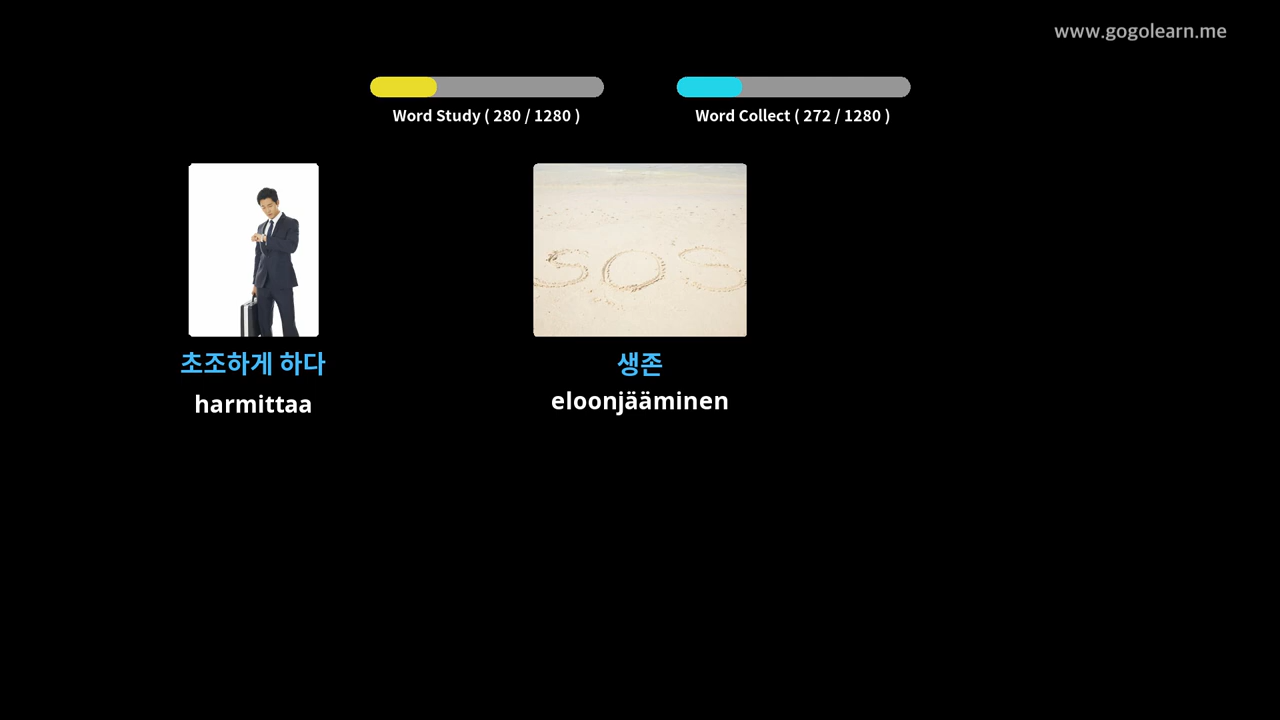 www.gogolearn.me
Word Study ( 280 / 1280 )
Word Collect ( 272 / 1280 )
SOS
초조하게 하다
생존
harmittaa
eloonjääminen